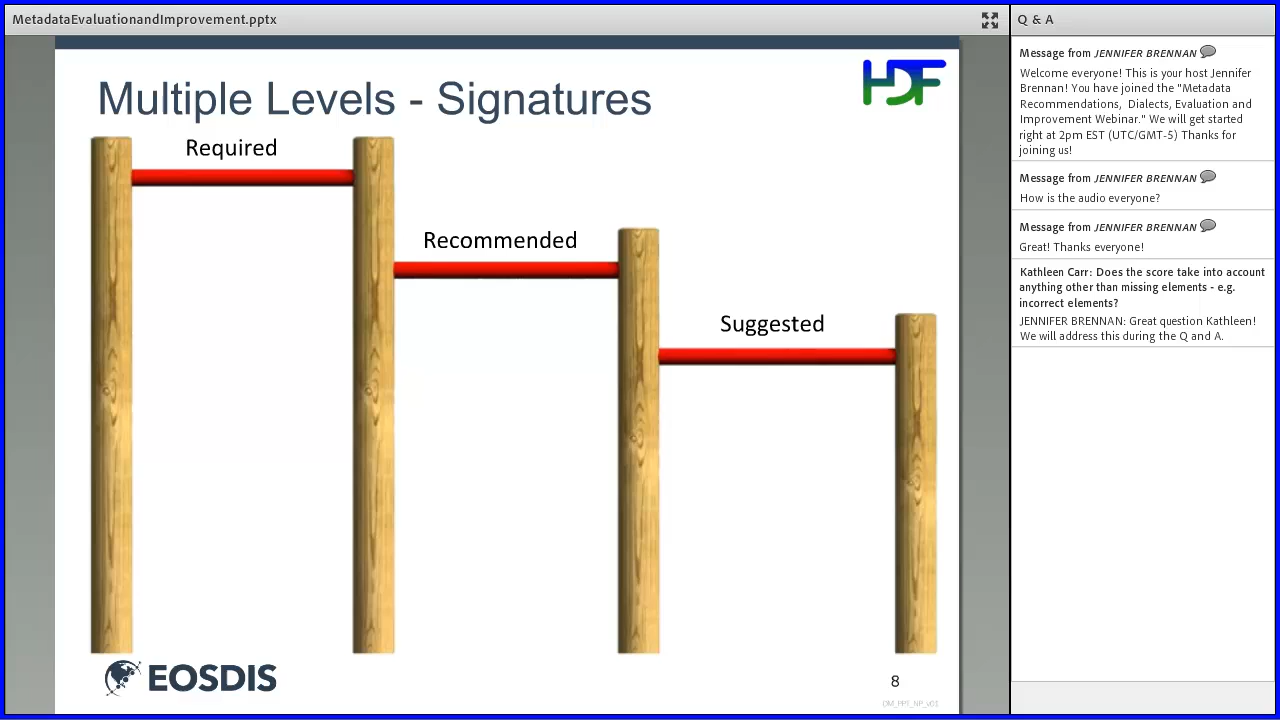 MetadataEvaluationandImprovement.pptx
Multiple Levels - Signatures
HDF
Required
Recommended
Suggested
EOSDIS
8
DM_PPT_NP_v01
Q & A
Message from JENNIFER BRENNAN
Welcome everyone! This is your host Jennifer
Brennan! You have joined the "Metadata
Recommendations, Dialects, Evaluation and
Improvement Webinar." We will get started
right at 2pm EST (UTC/GMT-5) Thanks for
joining us!
Message from JENNIFER BRENNAN
How is the audio everyone?
Message from JENNIFER BRENNAN
Great! Thanks everyone!
Kathleen Carr: Does the score take into account
anything other than missing elements - e.g.
incorrect elements?
JENNIFER BRENNAN: Great question Kathleen!
We will address this during the Q and A.